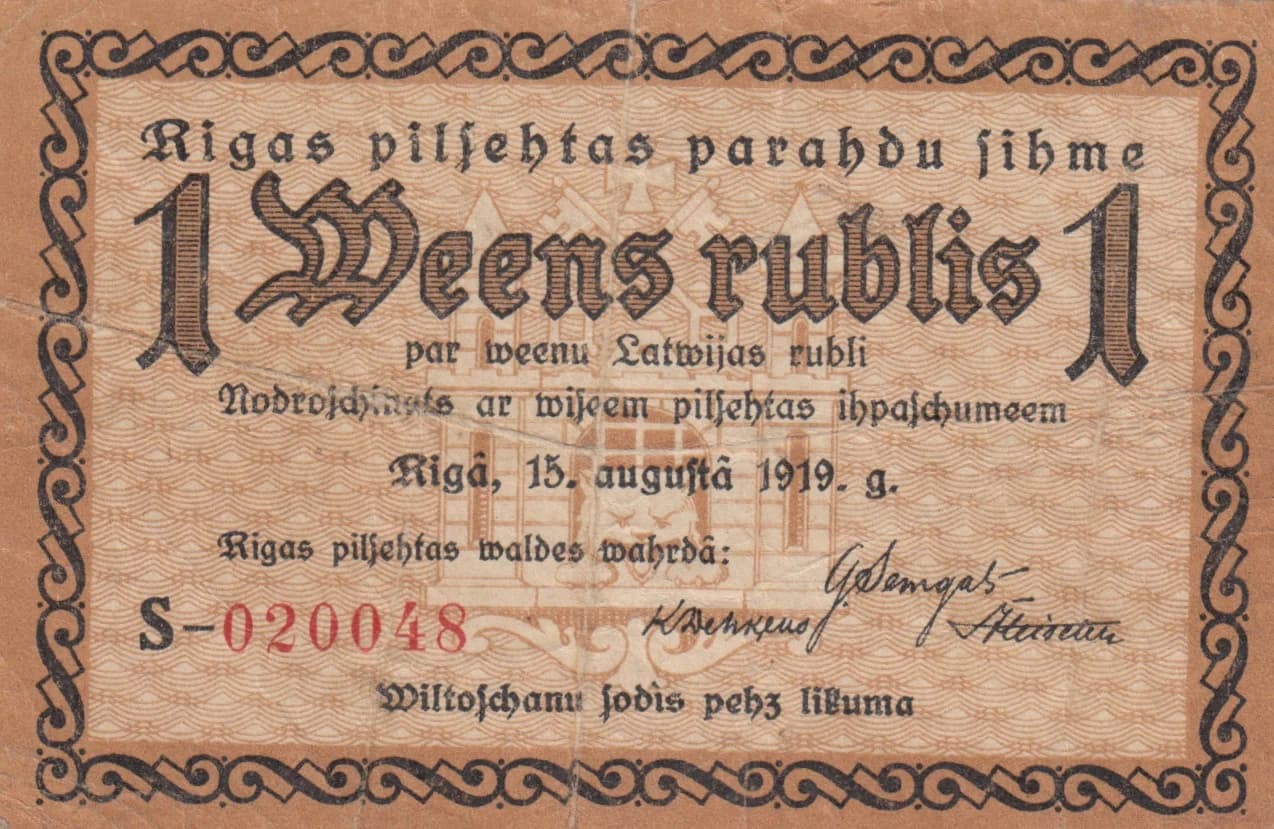 Rigas pilſehtas parahdu ſihme
1 Weens rublis 1
par weenu Latwijas rubli
Nodroſchinats ar wiſeem pilſehtas ihpaſchumeem
Rigâ, 15. auguſtâ 1919. g.
Rigas pilſehtas waldes wahrdâ:
S-020048
Wiltoſchanu ſodis pehz likuma